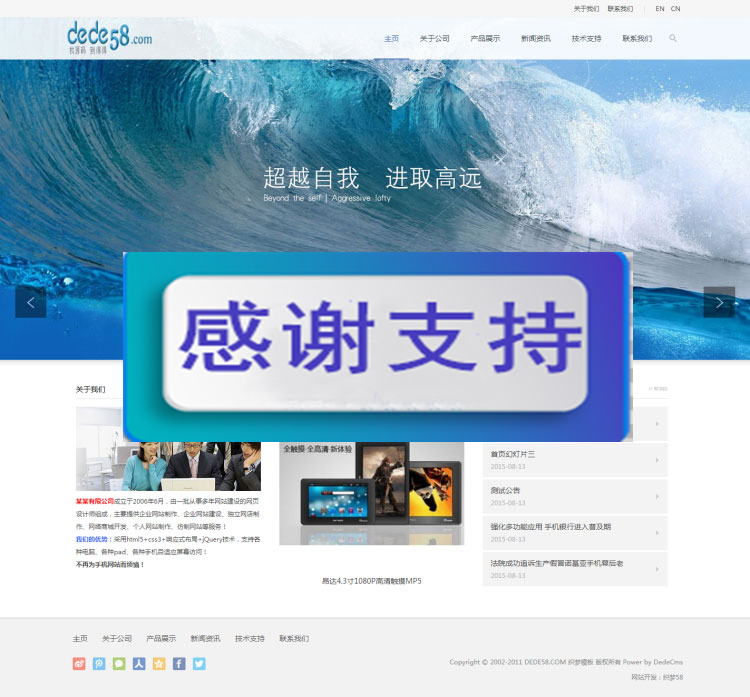 关于我们 联系我们 | EN CN
dede58.com
主页 关于公司 产品展示 新闻资讯 技术支持 联系我们
超越自我 进取高远
Beyond the self | Aggressive lofty
感谢支持
关于我们
某某有限公司成立于2006年6月，由一批从事多年网站建设的网页
设计师组成，主要提供企业网站制作、企业网站建设、独立网店制
作、网络商城开发、个人网站制作、仿制网站等服务！
我们的优势：采用html5+css3+响应式布局+jQuery技术，支持各
种电脑、各种pad、各种手机自适应屏幕访问！
不再为手机网站而烦恼！
全触摸·全高清·新体验
易达4.3寸1080P高清触摸MP5
首页幻灯片三
2015-08-13
测试公告
2015-08-13
强化多功能应用 手机银行进入普及期
2015-08-13
法院成功追诉生产假冒诺基亚手机幕后老
2015-08-13
主页 关于公司 产品展示 新闻资讯 技术支持 联系我们
Copyright © 2002-2011 DEDE58.COM 织梦模板 版权所有 Power by DedeCms
网站开发：织梦58